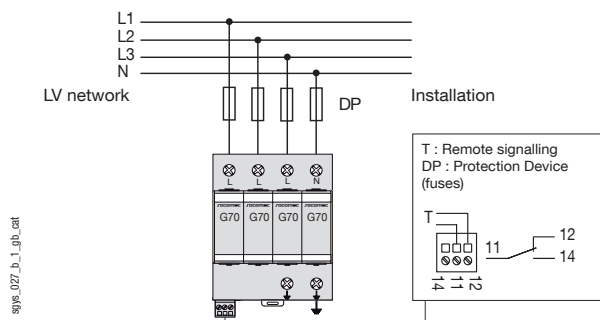 L1
L2
L3
N
LV network
DP
Installation
L L L N
socomec socomec socomec socomec
G70 G70 G70 G70
T : Remote signalling
DP : Protection Device
(fuses)
T
11
12
14
14 11 12
sgys_027_b_1_gb_cat